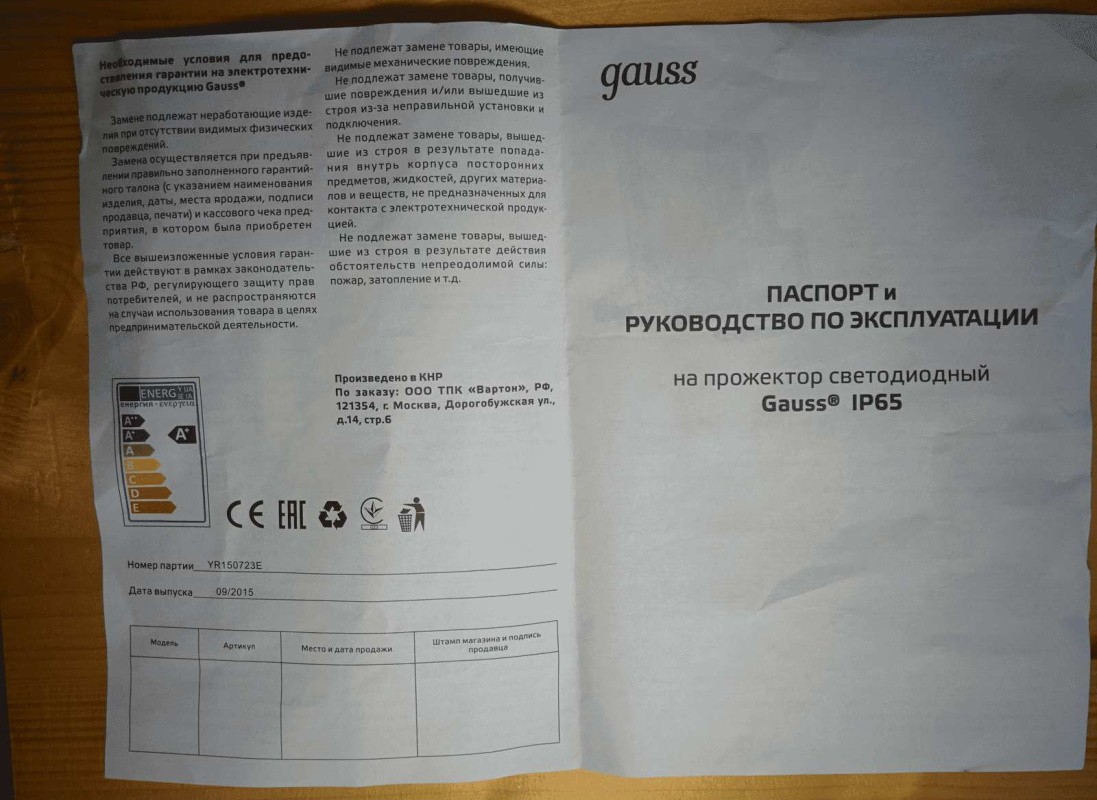 Необходимые условия для предо-
ставления гарантии на электротехни-
ческую продукцию Gauss®
Замене подлежат неработающие изде-
лия при отсутствии видимых физических
повреждений.
Замена осуществляется при предъяв-
лении правильно заполненного гарантий-
ного талона (с указанием наименования
изделия, даты, места продажи, подписи
продавца, печати) и кассового чека пред-
приятия, в котором была приобретен
товар.
Все вышеизложенные условия гаран-
тии действуют в рамках законодатель-
ства РФ, регулирующего защиту прав
потребителей, и не распространяются
на случаи использования товара в целях
предпринимательской деятельности.
Не подлежат замене товары, имеющие
видимые механические повреждения.
Не подлежат замене товары, получив-
шие повреждения и/или вышедшие из
строя из-за неправильной установки и
подключения.
Не подлежат замене товары, вышед-
шие из строя в результате попада-
ния внутрь корпуса посторонних
предметов, жидкостей, других материа-
лов и веществ, не предназначенных для
контакта с электротехнической продук-
цией.
Не подлежат замене товары, вышед-
шие из строя в результате действия
обстоятельств непреодолимой силы:
пожар, затопление и т.д.
ENERG Y IJA
IE IA
енергия · ενεργεια
A++
A+
A+
A
B
C
D
E
Произведено в КНР
По заказу: ООО ТПК «Вартон», РФ,
121354, г. Москва, Дорогобужская ул.,
д.14, стр.6
CE EAC
Номер партии YR150723E
Дата выпуска 09/2015
Модель
Артикул
Место и дата продажи
Штамп магазина и подпись
продавца
gauss
ПАСПОРТ и
РУКОВОДСТВО ПО ЭКСПЛУАТАЦИИ
на прожектор светодиодный
Gauss® IP65